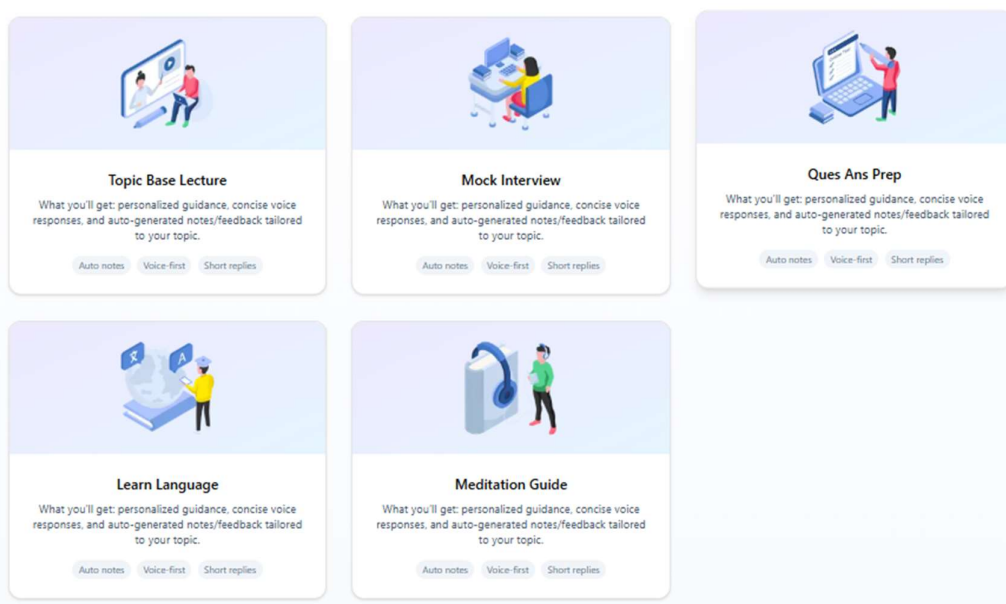 Topic Base Lecture
What you'll get: personalized guidance, concise voice
responses, and auto-generated notes/feedback tailored
to your topic.
Auto notes Voice-first Short replies
Mock Interview
What you'll get: personalized guidance, concise voice
responses, and auto-generated notes/feedback tailored
to your topic.
Auto notes Voice-first Short replies
Ques Ans Prep
What you'll get: personalized guidance, concise voice
responses, and auto-generated notes/feedback tailored
to your topic.
Auto notes Voice-first Short replies
文 A
Learn Language
What you'll get: personalized guidance, concise voice
responses, and auto-generated notes/feedback tailored
to your topic.
Auto notes Voice-first Short replies
Meditation Guide
What you'll get: personalized guidance, concise voice
responses, and auto-generated notes/feedback tailored
to your topic.
Auto notes Voice-first Short replies